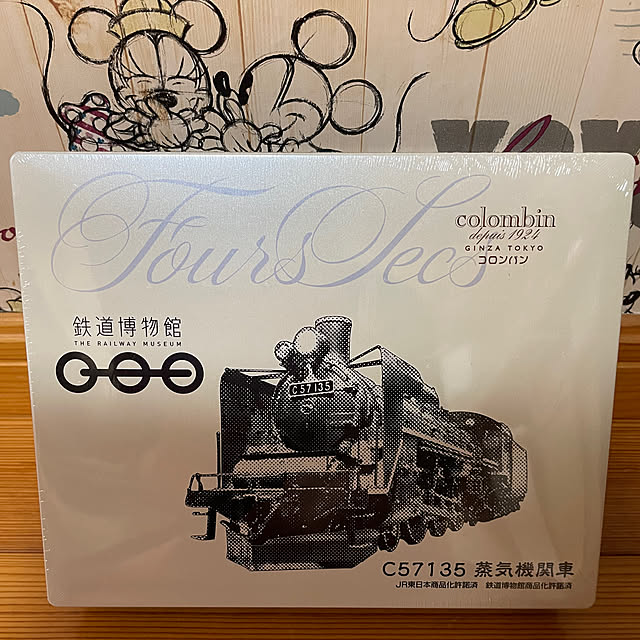 Fours Secs
colombin
depuis 1924
GINZA TOKYO
コロンバン
鉄道博物館
THE RAILWAY MUSEUM
C57135
C57135 蒸気機関車
JR東日本商品化許諾済 鉄道博物館商品化許諾済